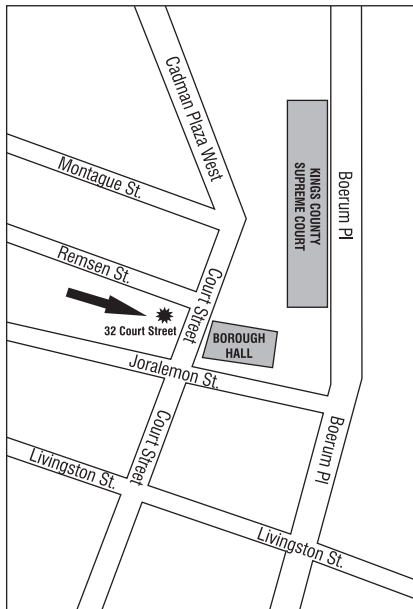 Cadman Plaza West
Montague St.
KINGS COUNTY
SUPREME COURT
Boerum Pl
Remsen St.
Court Street
32 Court Street
BOROUGH
HALL
Joralemon St.
Court Street
Boerum Pl
Livingston St.
Livingston St.